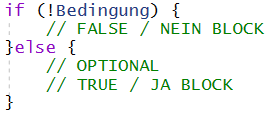 if (!Bedingung) {
    // FALSE / NEIN BLOCK
}else {
    // OPTIONAL
    // TRUE / JA BLOCK
}